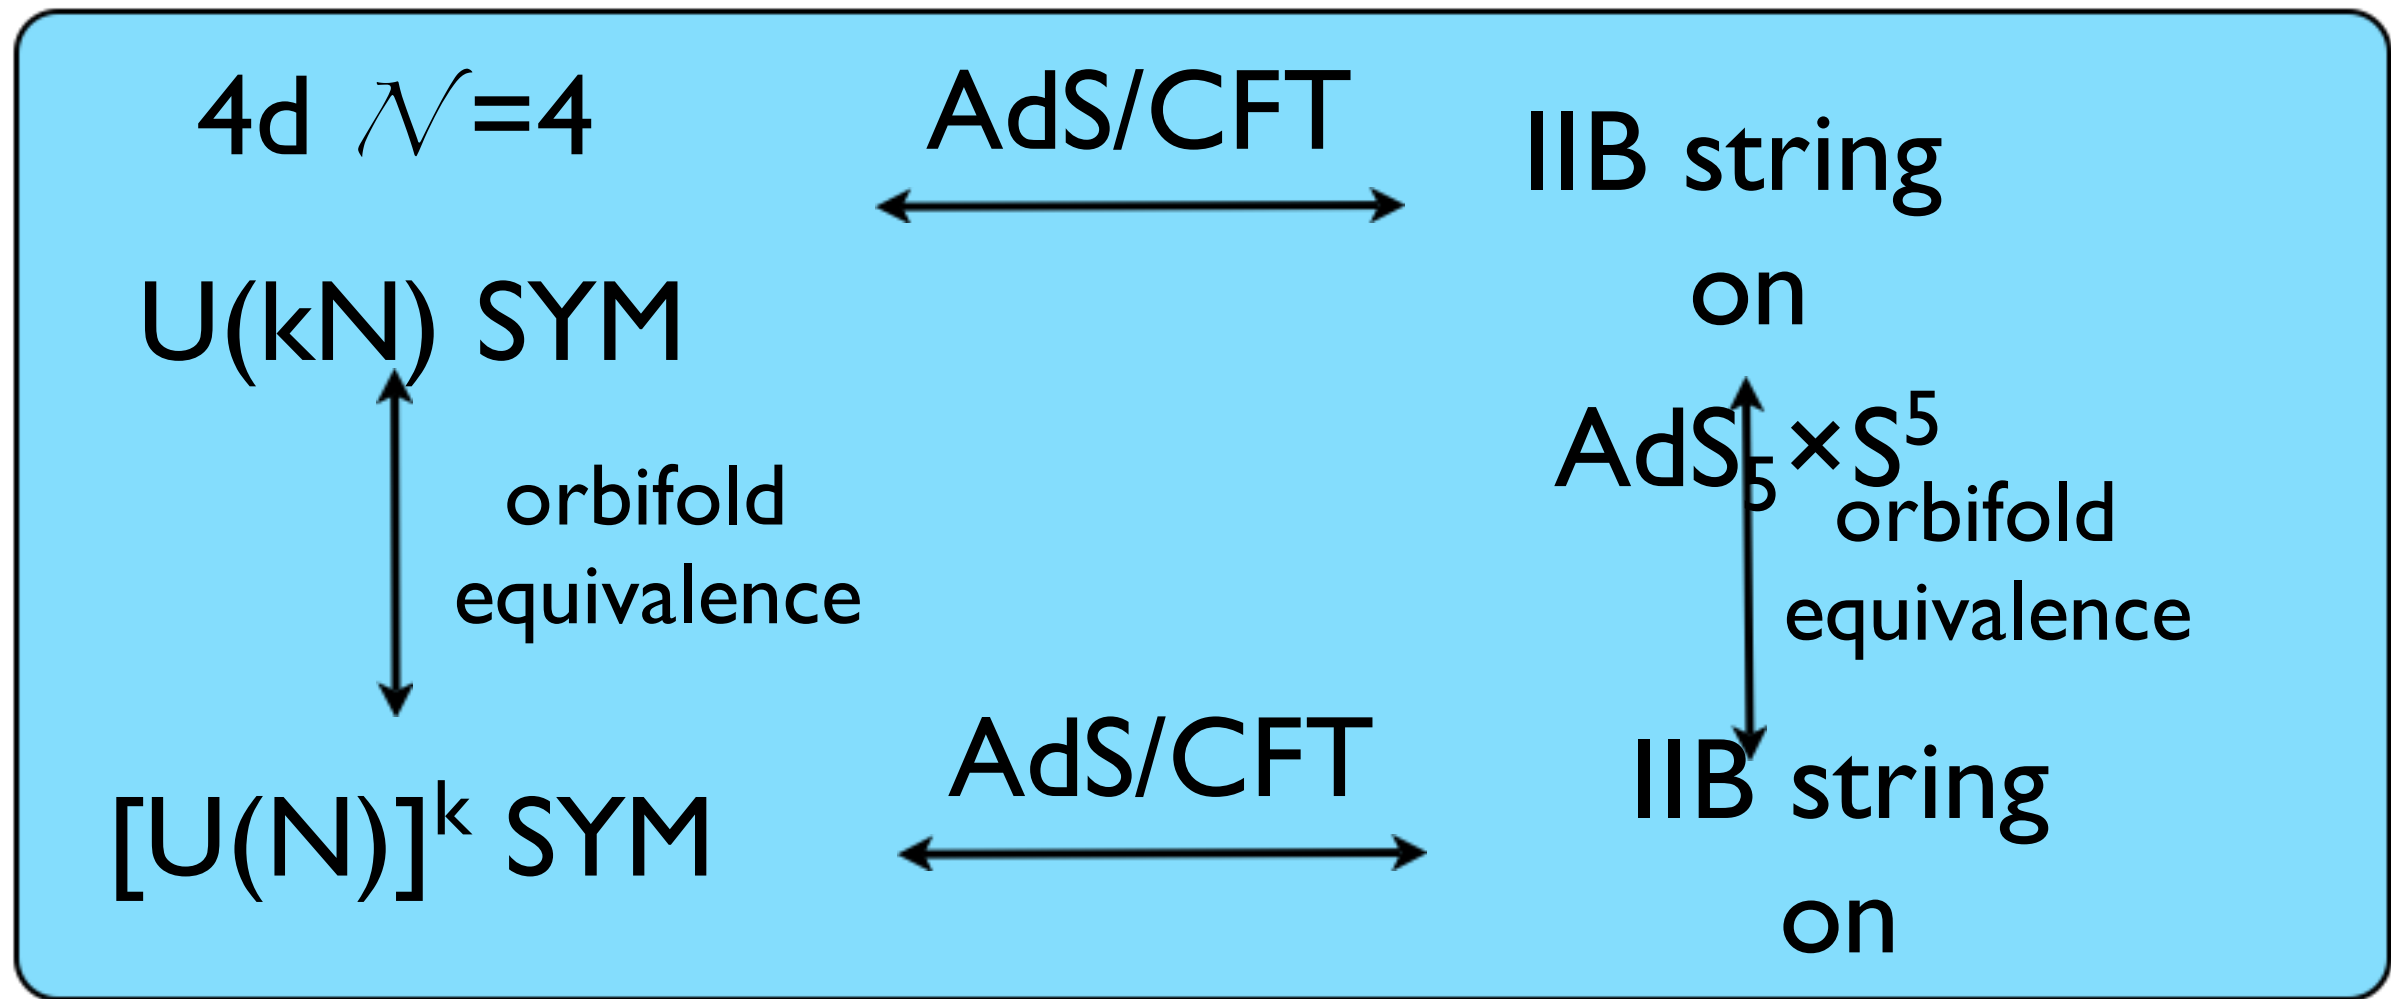 4d 𝒩=4
U(kN) SYM
AdS/CFT
IIB string
on
AdS₅×S⁵
orbifold
equivalence
orbifold
equivalence
[U(N)]ᵏ SYM
AdS/CFT
IIB string
on